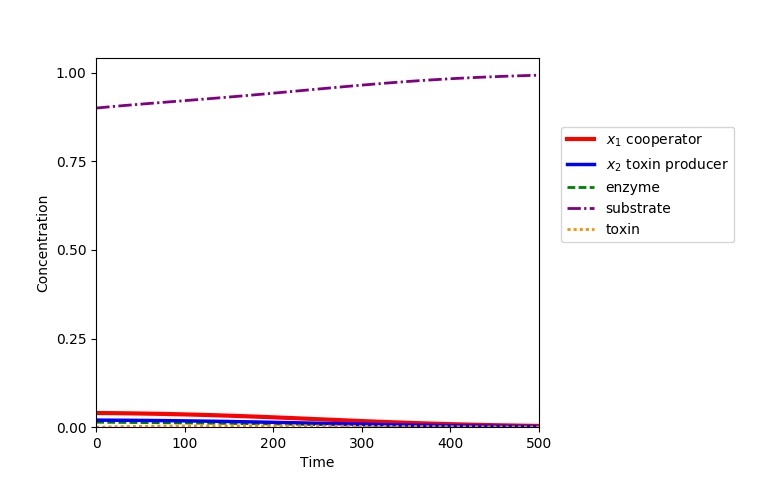 1.00
0.75
0.50
0.25
0.00
0 100 200 300 400 500
Concentration
Time
x₁ cooperator
x₂ toxin producer
enzyme
substrate
toxin